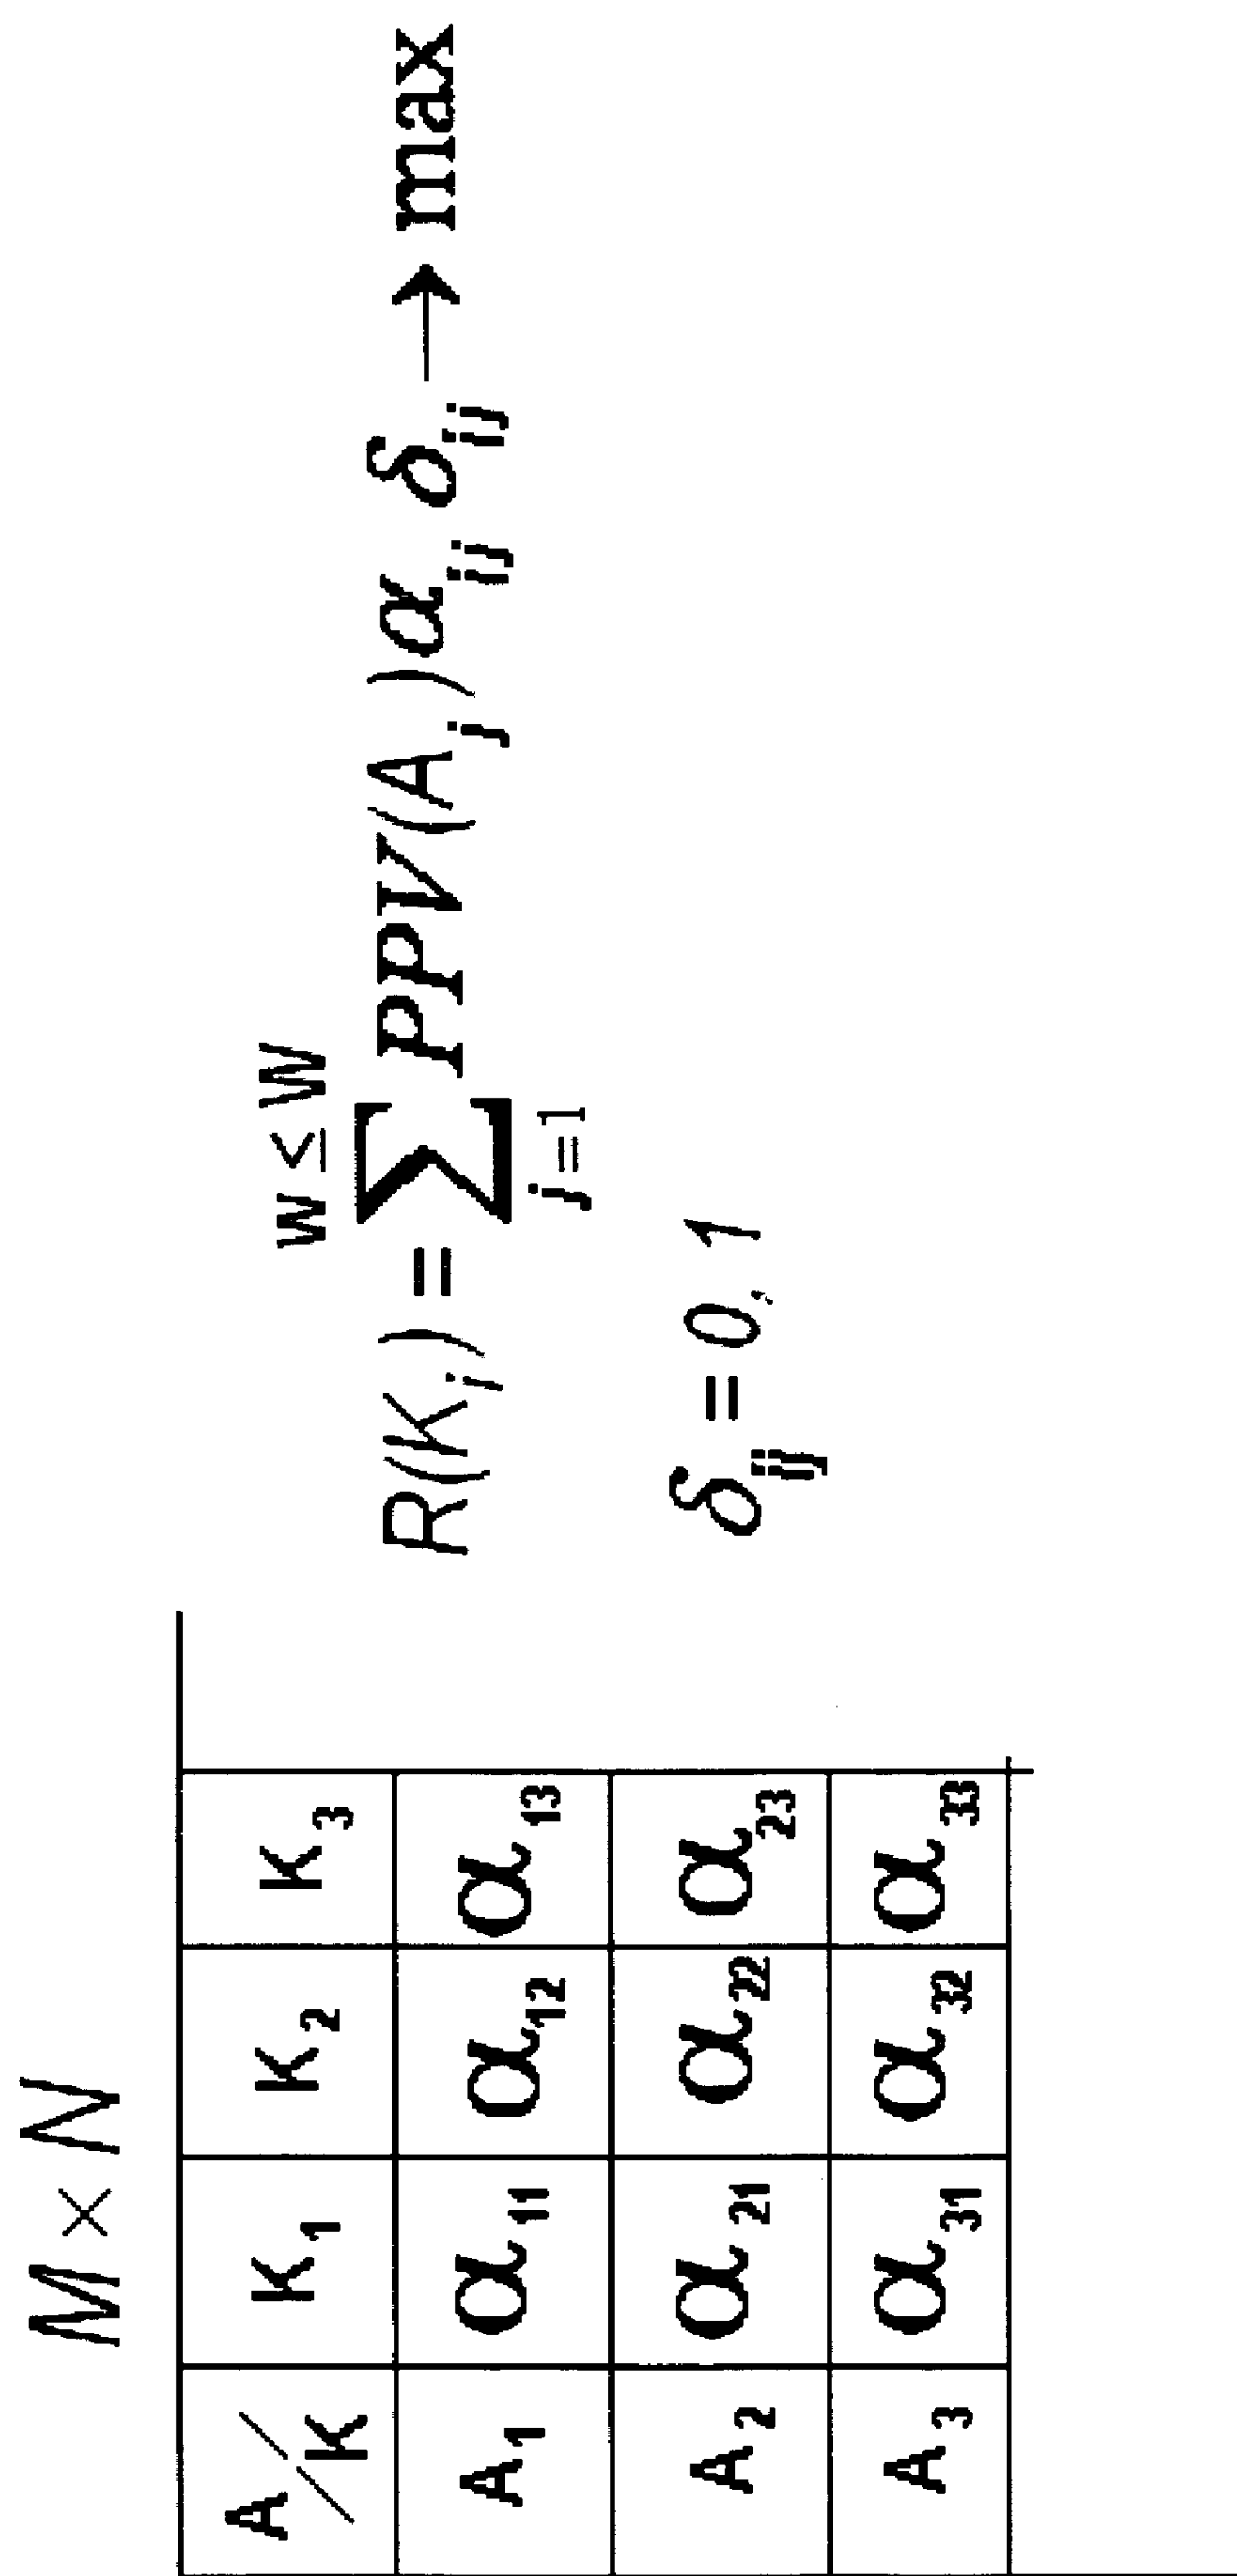 M × N
A/K K₁ K₂ K₃
A₁ α₁₁ α₁₂ α₁₃
A₂ α₂₁ α₂₂ α₂₃
A₃ α₃₁ α₃₂ α₃₃
w ≤ W
R(Kᵢ) = ∑ PPV(Aⱼ)αᵢⱼ δᵢⱼ → max
j=1
δᵢⱼ = 0, 1